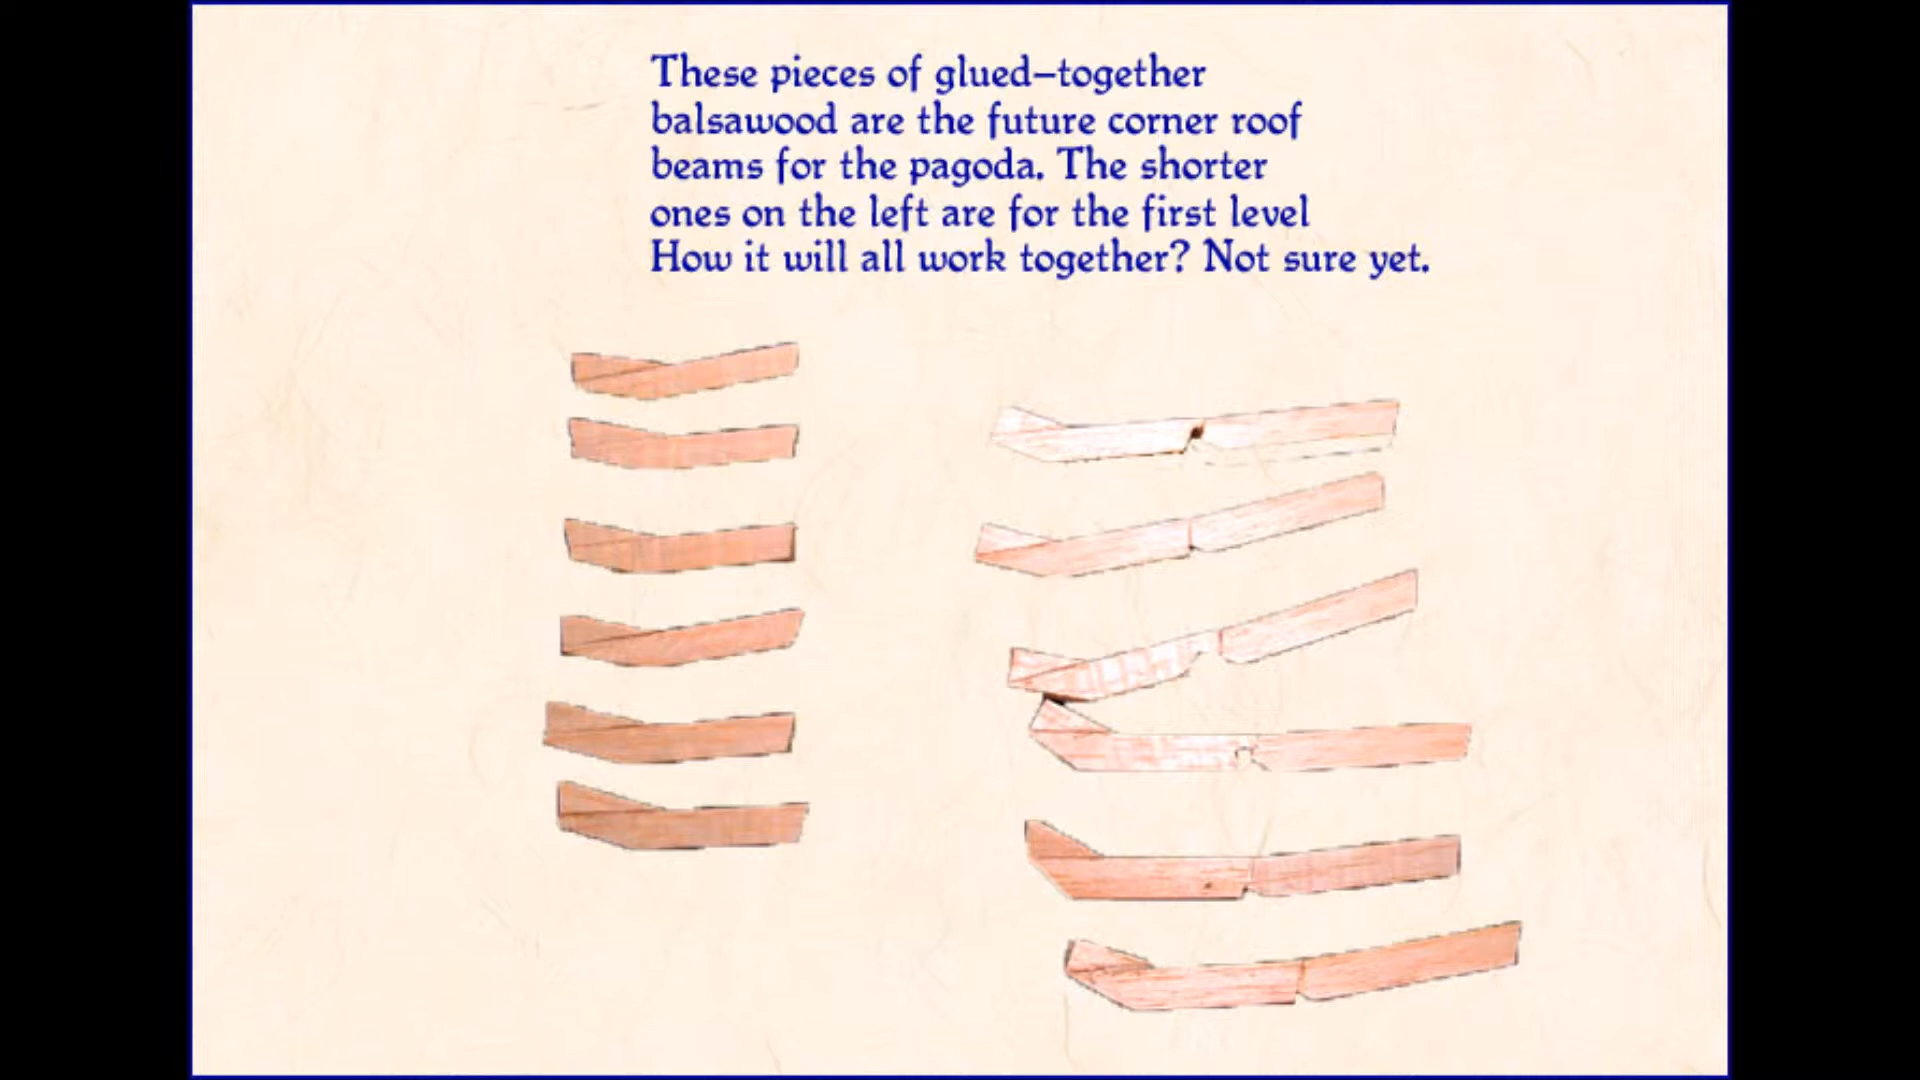 These pieces of glued-together
balsawood are the future corner roof
beams for the pagoda. The shorter
ones on the left are for the first level
How it will all work together? Not sure yet.